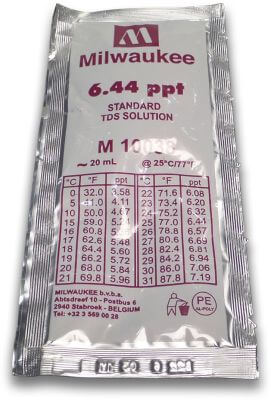 Milwaukee
6.44 ppt
STANDARD
TDS SOLUTION
~ 20 mL @ 25°C/77°F
°C °F ppt °C °F ppt
0 32.0 3.58 22 71.6 6.08
5 41.0 4.11 23 73.4 6.20
10 50.0 4.67 24 75.2 6.32
15 59.0 5.24 25 77.0 6.44
16 60.8 5.36 26 78.8 6.57
17 62.6 5.48 27 80.6 6.69
18 64.4 5.60 28 82.4 6.81
19 66.2 5.72 29 84.2 6.94
20 68.0 5.84 30 86.0 7.06
21 69.8 5.96 31 87.8 7.19
MILWAUKEE b.v.b.a.
Abtsdreef 10 - Postbus 6
2940 Stabroek - BELGIUM
Tel. +32 3 569 00 28
PE
AL-POLY